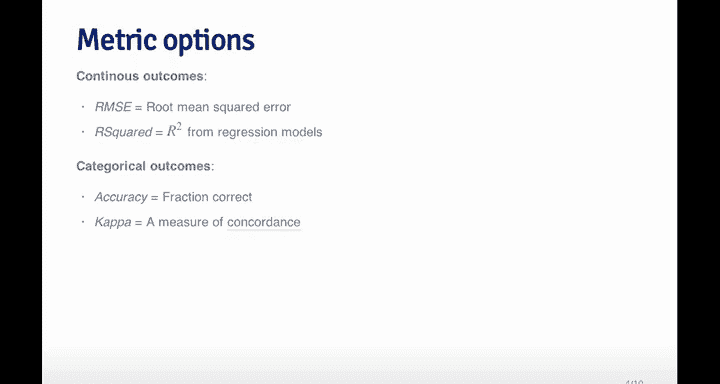 Metric options
Continous outcomes:
· RMSE = Root mean squared error
· RSquared = R² from regression models
Categorical outcomes:
· Accuracy = Fraction correct
· Kappa = A measure of concordance